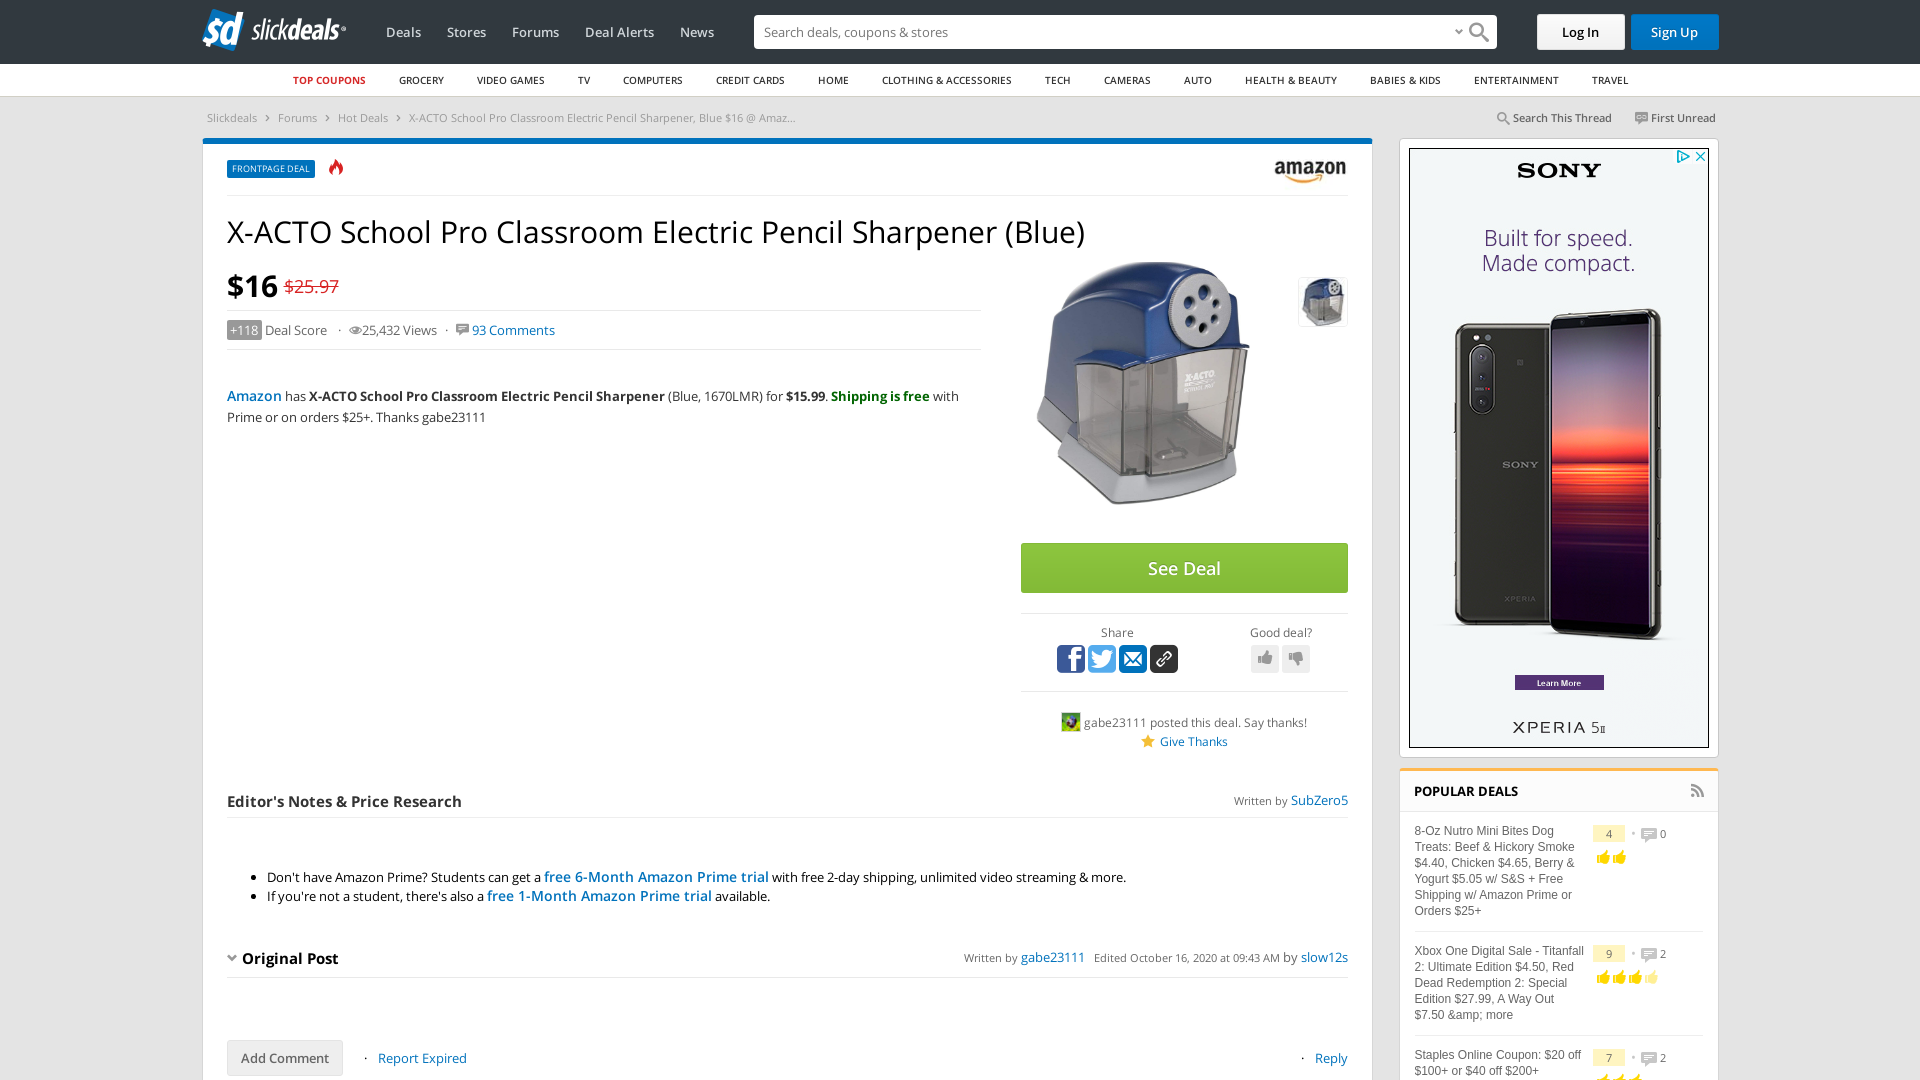 slickdeals
Deals
Stores
Forums
Deal Alerts
News
Search deals, coupons & stores
Log In
Sign Up
TOP COUPONS
GROCERY
VIDEO GAMES
TV
COMPUTERS
CREDIT CARDS
HOME
CLOTHING & ACCESSORIES
TECH
CAMERAS
AUTO
HEALTH & BEAUTY
BABIES & KIDS
ENTERTAINMENT
TRAVEL
Slickdeals > Forums > Hot Deals > X-ACTO School Pro Classroom Electric Pencil Sharpener, Blue $16 @ Amaz...
Search This Thread
First Unread
FRONTPAGE DEAL
amazon
X-ACTO School Pro Classroom Electric Pencil Sharpener (Blue)
$16 $25.97
+118 Deal Score · 25,432 Views · 93 Comments
Amazon has X-ACTO School Pro Classroom Electric Pencil Sharpener (Blue, 1670LMR) for $15.99. Shipping is free with
Prime or on orders $25+. Thanks gabe23111
X-ACTO
See Deal
Share
Good deal?
gabe23111 posted this deal. Say thanks!
Give Thanks
Editor's Notes & Price Research
Written by SubZero5
• Don't have Amazon Prime? Students can get a free 6-Month Amazon Prime trial with free 2-day shipping, unlimited video streaming & more.
• If you're not a student, there's also a free 1-Month Amazon Prime trial available.
Original Post
Written by gabe23111 Edited October 16, 2020 at 09:43 AM by slow12s
Add Comment
· Report Expired
· Reply
SONY
Built for speed.
Made compact.
SONY
XPERIA
Learn More
XPERIA 5II
POPULAR DEALS
8-Oz Nutro Mini Bites Dog
Treats: Beef & Hickory Smoke
$4.40, Chicken $4.65, Berry &
Yogurt $5.05 w/ S&S + Free
Shipping w/ Amazon Prime or
Orders $25+
4 • 0
Xbox One Digital Sale - Titanfall
2: Ultimate Edition $4.50, Red
Dead Redemption 2: Special
Edition $27.99, A Way Out
$7.50 &amp; more
9 • 2
Staples Online Coupon: $20 off
$100+ or $40 off $200+
7 • 2